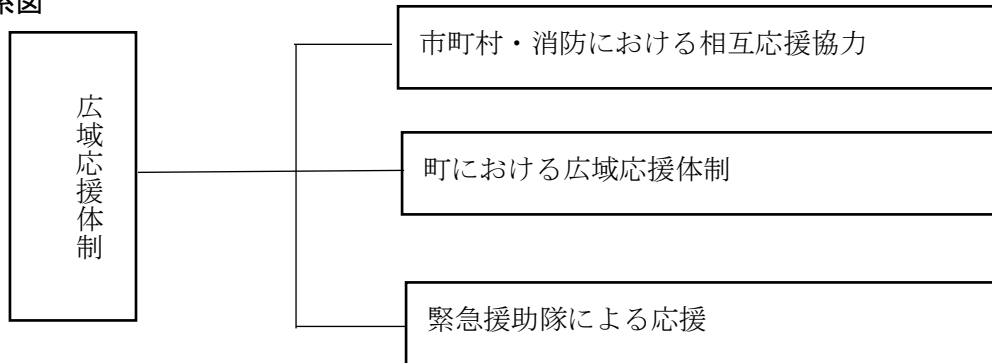 系図
広域応援体制
市町村・消防における相互応援協力
町における広域応援体制
緊急援助隊による応援